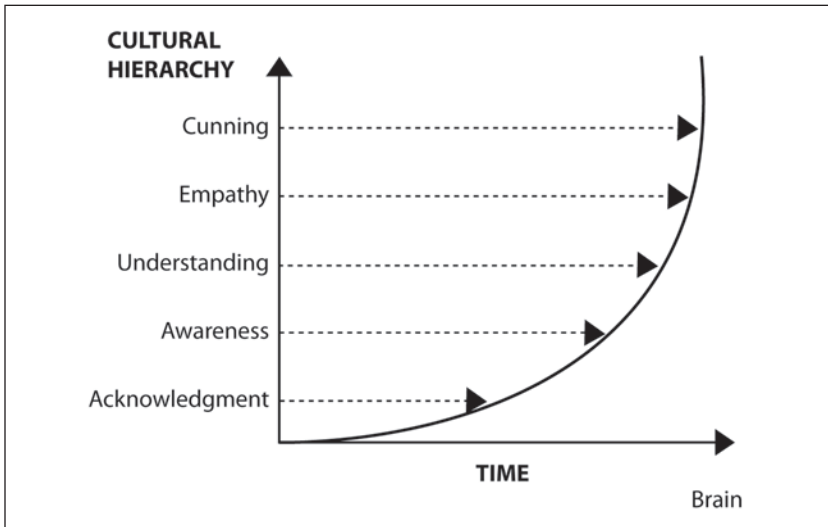 CULTURAL
HIERARCHY
Cunning
Empathy
Understanding
Awareness
Acknowledgment
TIME
Brain